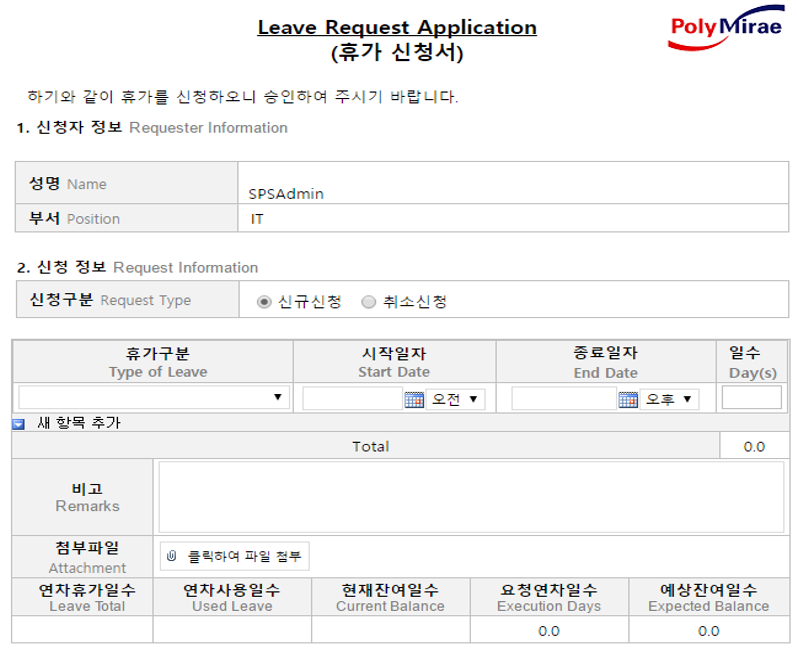 Leave Request Application
(휴가 신청서)
PolyMirae
하기와 같이 휴가를 신청하오니 승인하여 주시기 바랍니다.
1. 신청자 정보 Requester Information
성명 Name
SPSAdmin
부서 Position
IT
2. 신청 정보 Request Information
신청구분 Request Type
신규신청 취소신청
휴가구분 시작일자 종료일자 일수
Type of Leave Start Date End Date Day(s)
오전 오후
새 항목 추가
Total 0.0
비고
Remarks
첨부파일
Attachment
클릭하여 파일 첨부
연차휴가일수 연차사용일수 현재잔여일수 요청연차일수 예상잔여일수
Leave Total Used Leave Current Balance Execution Days Expected Balance
0.0 0.0